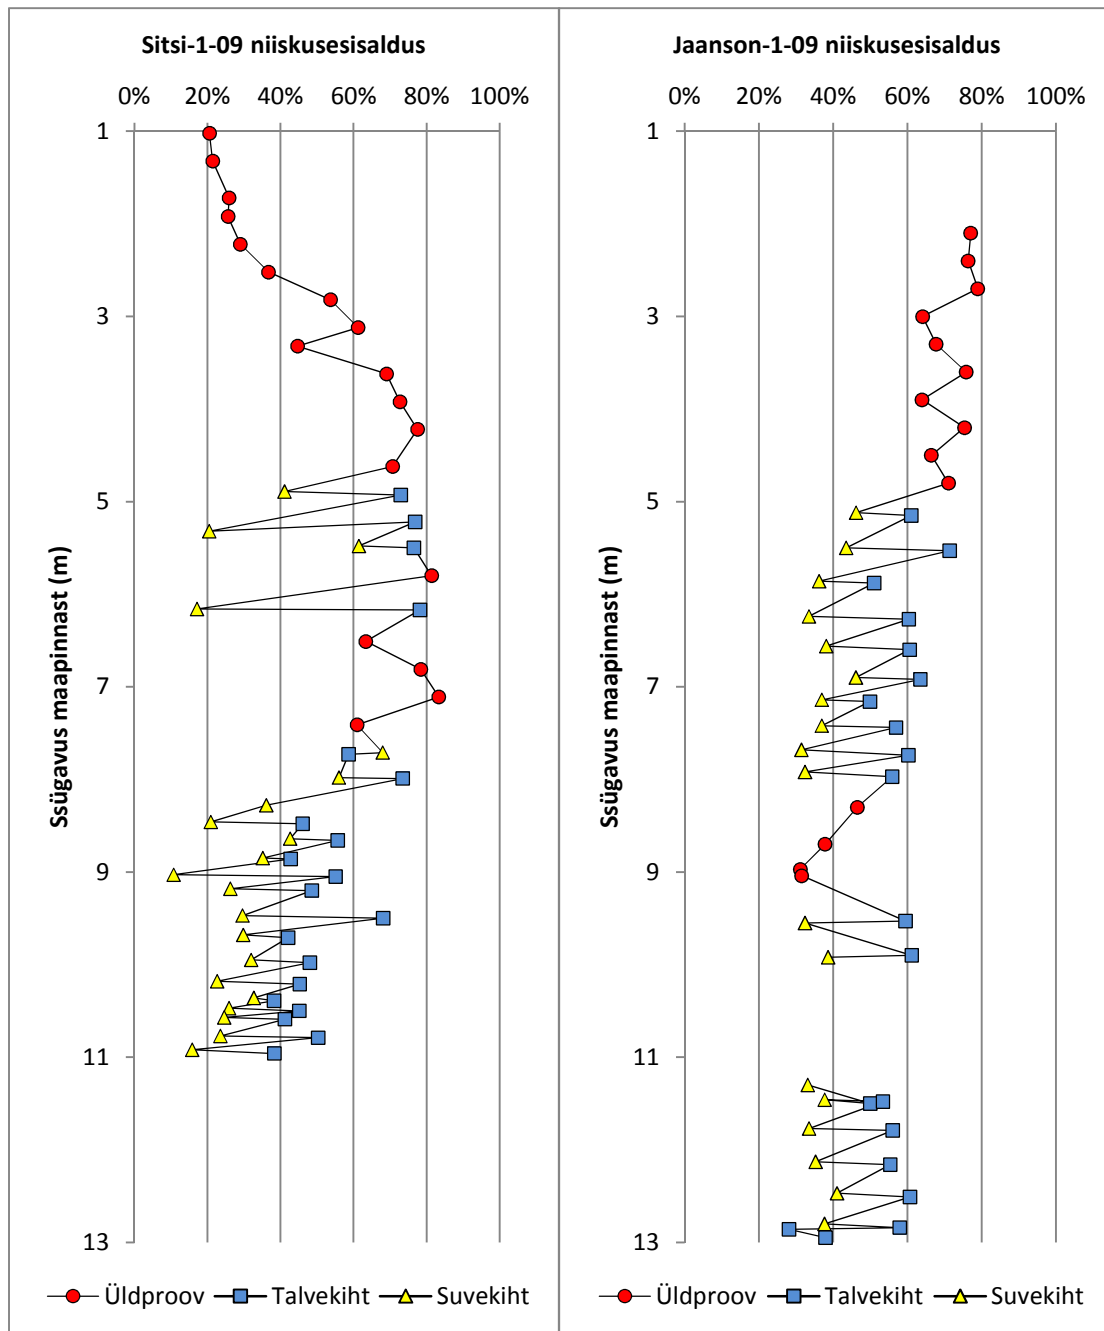 Sitsi-1-09 niiskusesisaldus
0% 20% 40% 60% 80% 100%
1
3
5
7
9
11
13
Ssügavus maapinnast (m)
Üldproov Talvekiht Suvekiht
Jaanson-1-09 niiskusesisaldus
0% 20% 40% 60% 80% 100%
1
3
5
7
9
11
13
Ssügavus maapinnast (m)
Üldproov Talvekiht Suvekiht